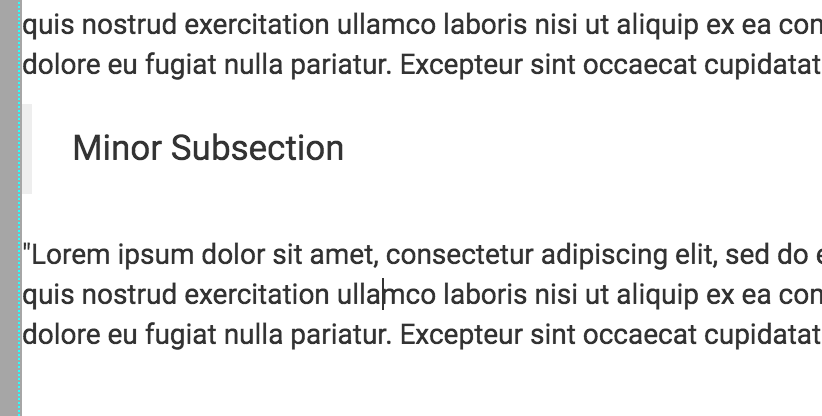 quis nostrud exercitation ullamco laboris nisi ut aliquip ex ea con
dolore eu fugiat nulla pariatur. Excepteur sint occaecat cupidatat
Minor Subsection
"Lorem ipsum dolor sit amet, consectetur adipiscing elit, sed do e
quis nostrud exercitation ullamco laboris nisi ut aliquip ex ea con
dolore eu fugiat nulla pariatur. Excepteur sint occaecat cupidatat